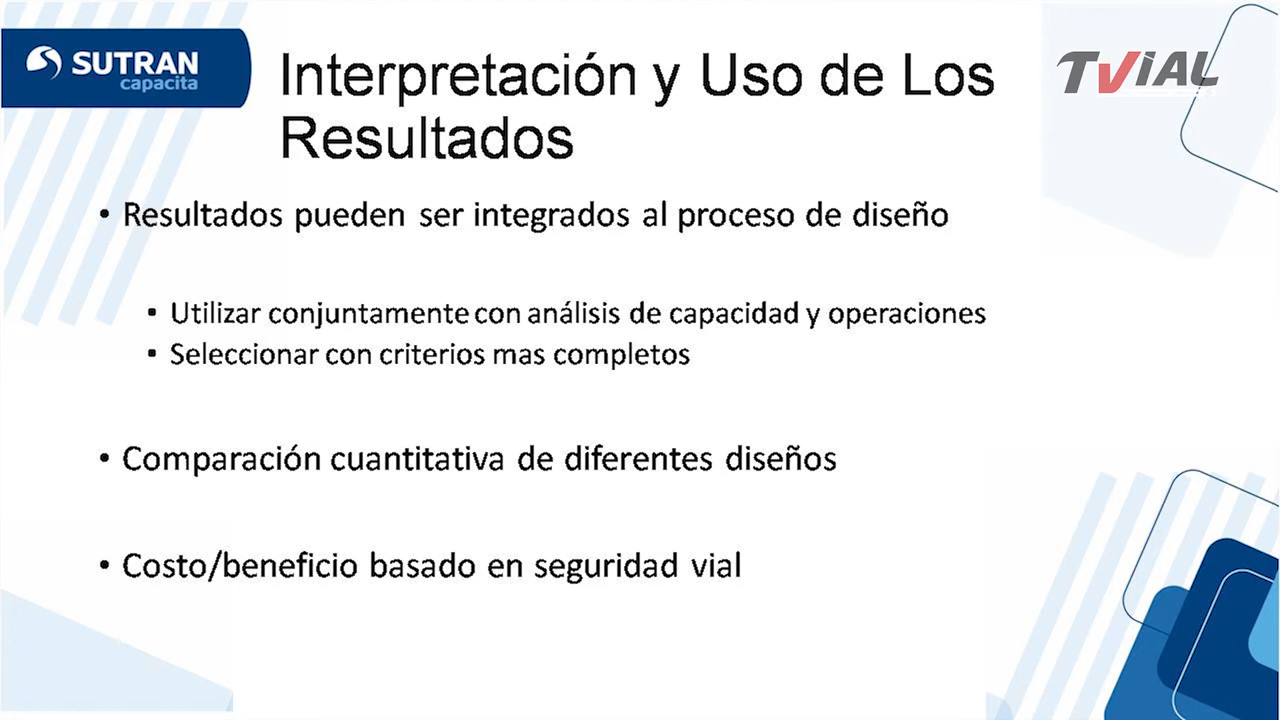 SUTRAN
capacita
TVIAL
Interpretación y Uso de Los
Resultados
• Resultados pueden ser integrados al proceso de diseño
• Utilizar conjuntamente con análisis de capacidad y operaciones
• Seleccionar con criterios mas completos
• Comparación cuantitativa de diferentes diseños
• Costo/beneficio basado en seguridad vial